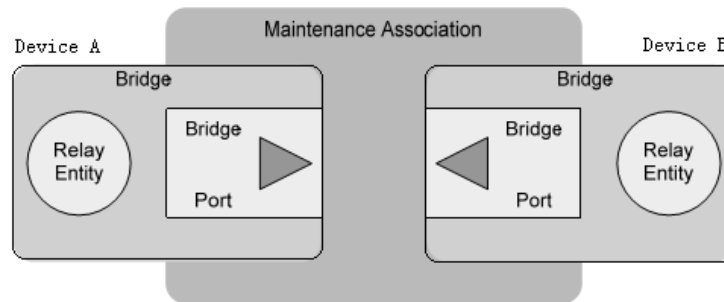 Maintenance Association
Device A
Device B
Bridge
Bridge
Relay
Entity
Bridge
Port
Bridge
Port
Relay
Entity